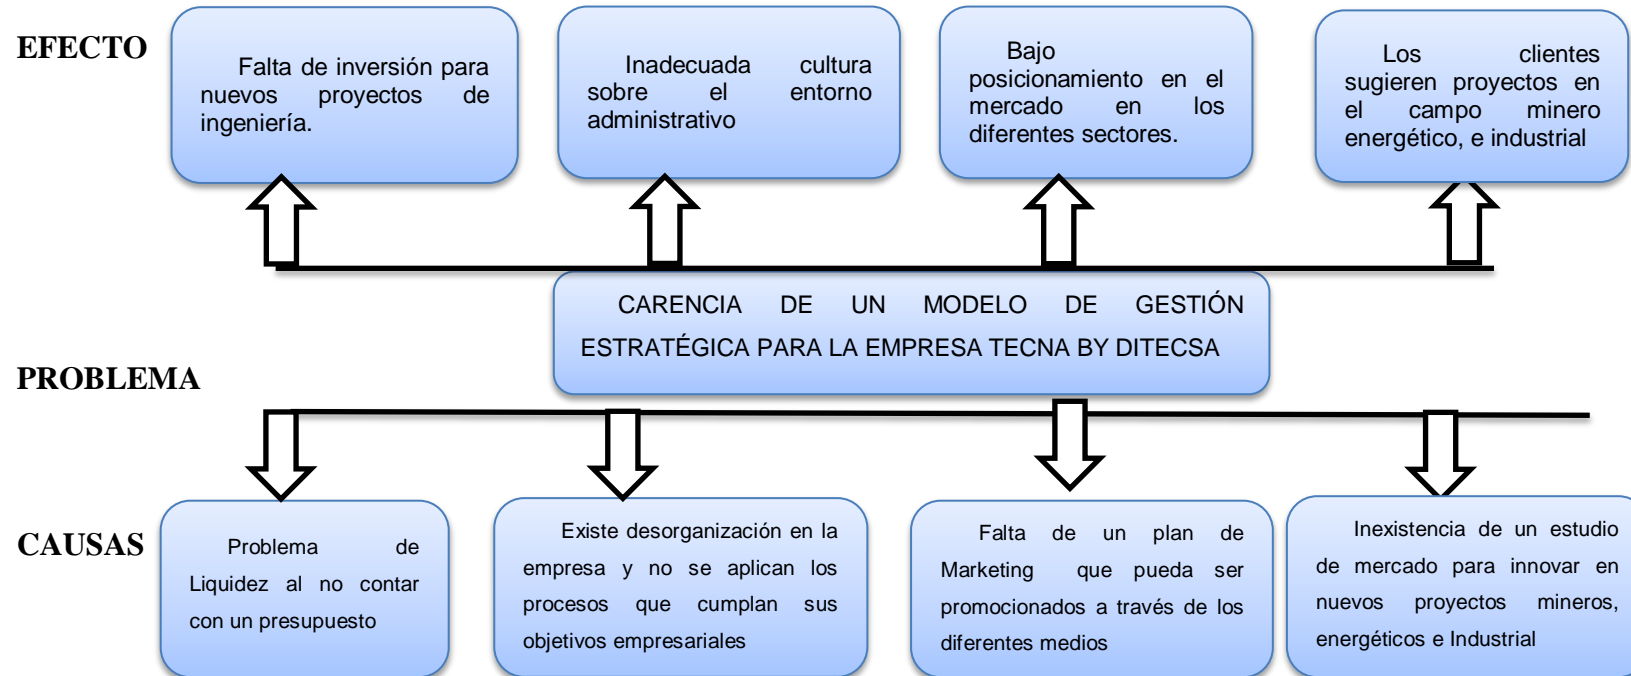 EFECTO
Falta de inversión para
nuevos proyectos de
ingeniería.
Inadecuada cultura
sobre el entorno
administrativo
Bajo
posicionamiento en el
mercado en los
diferentes sectores.
Los clientes
sugieren proyectos en
el campo minero
energético, e industrial
CARENCIA DE UN MODELO DE GESTIÓN
ESTRATÉGICA PARA LA EMPRESA TECNA BY DITECSA
PROBLEMA
CAUSAS
Problema de
Liquidez al no contar
con un presupuesto
Existe desorganización en la
empresa y no se aplican los
procesos que cumplan sus
objetivos empresariales
Falta de un plan de
Marketing que pueda ser
promocionados a través de los
diferentes medios
Inexistencia de un estudio
de mercado para innovar en
nuevos proyectos mineros,
energéticos e Industrial